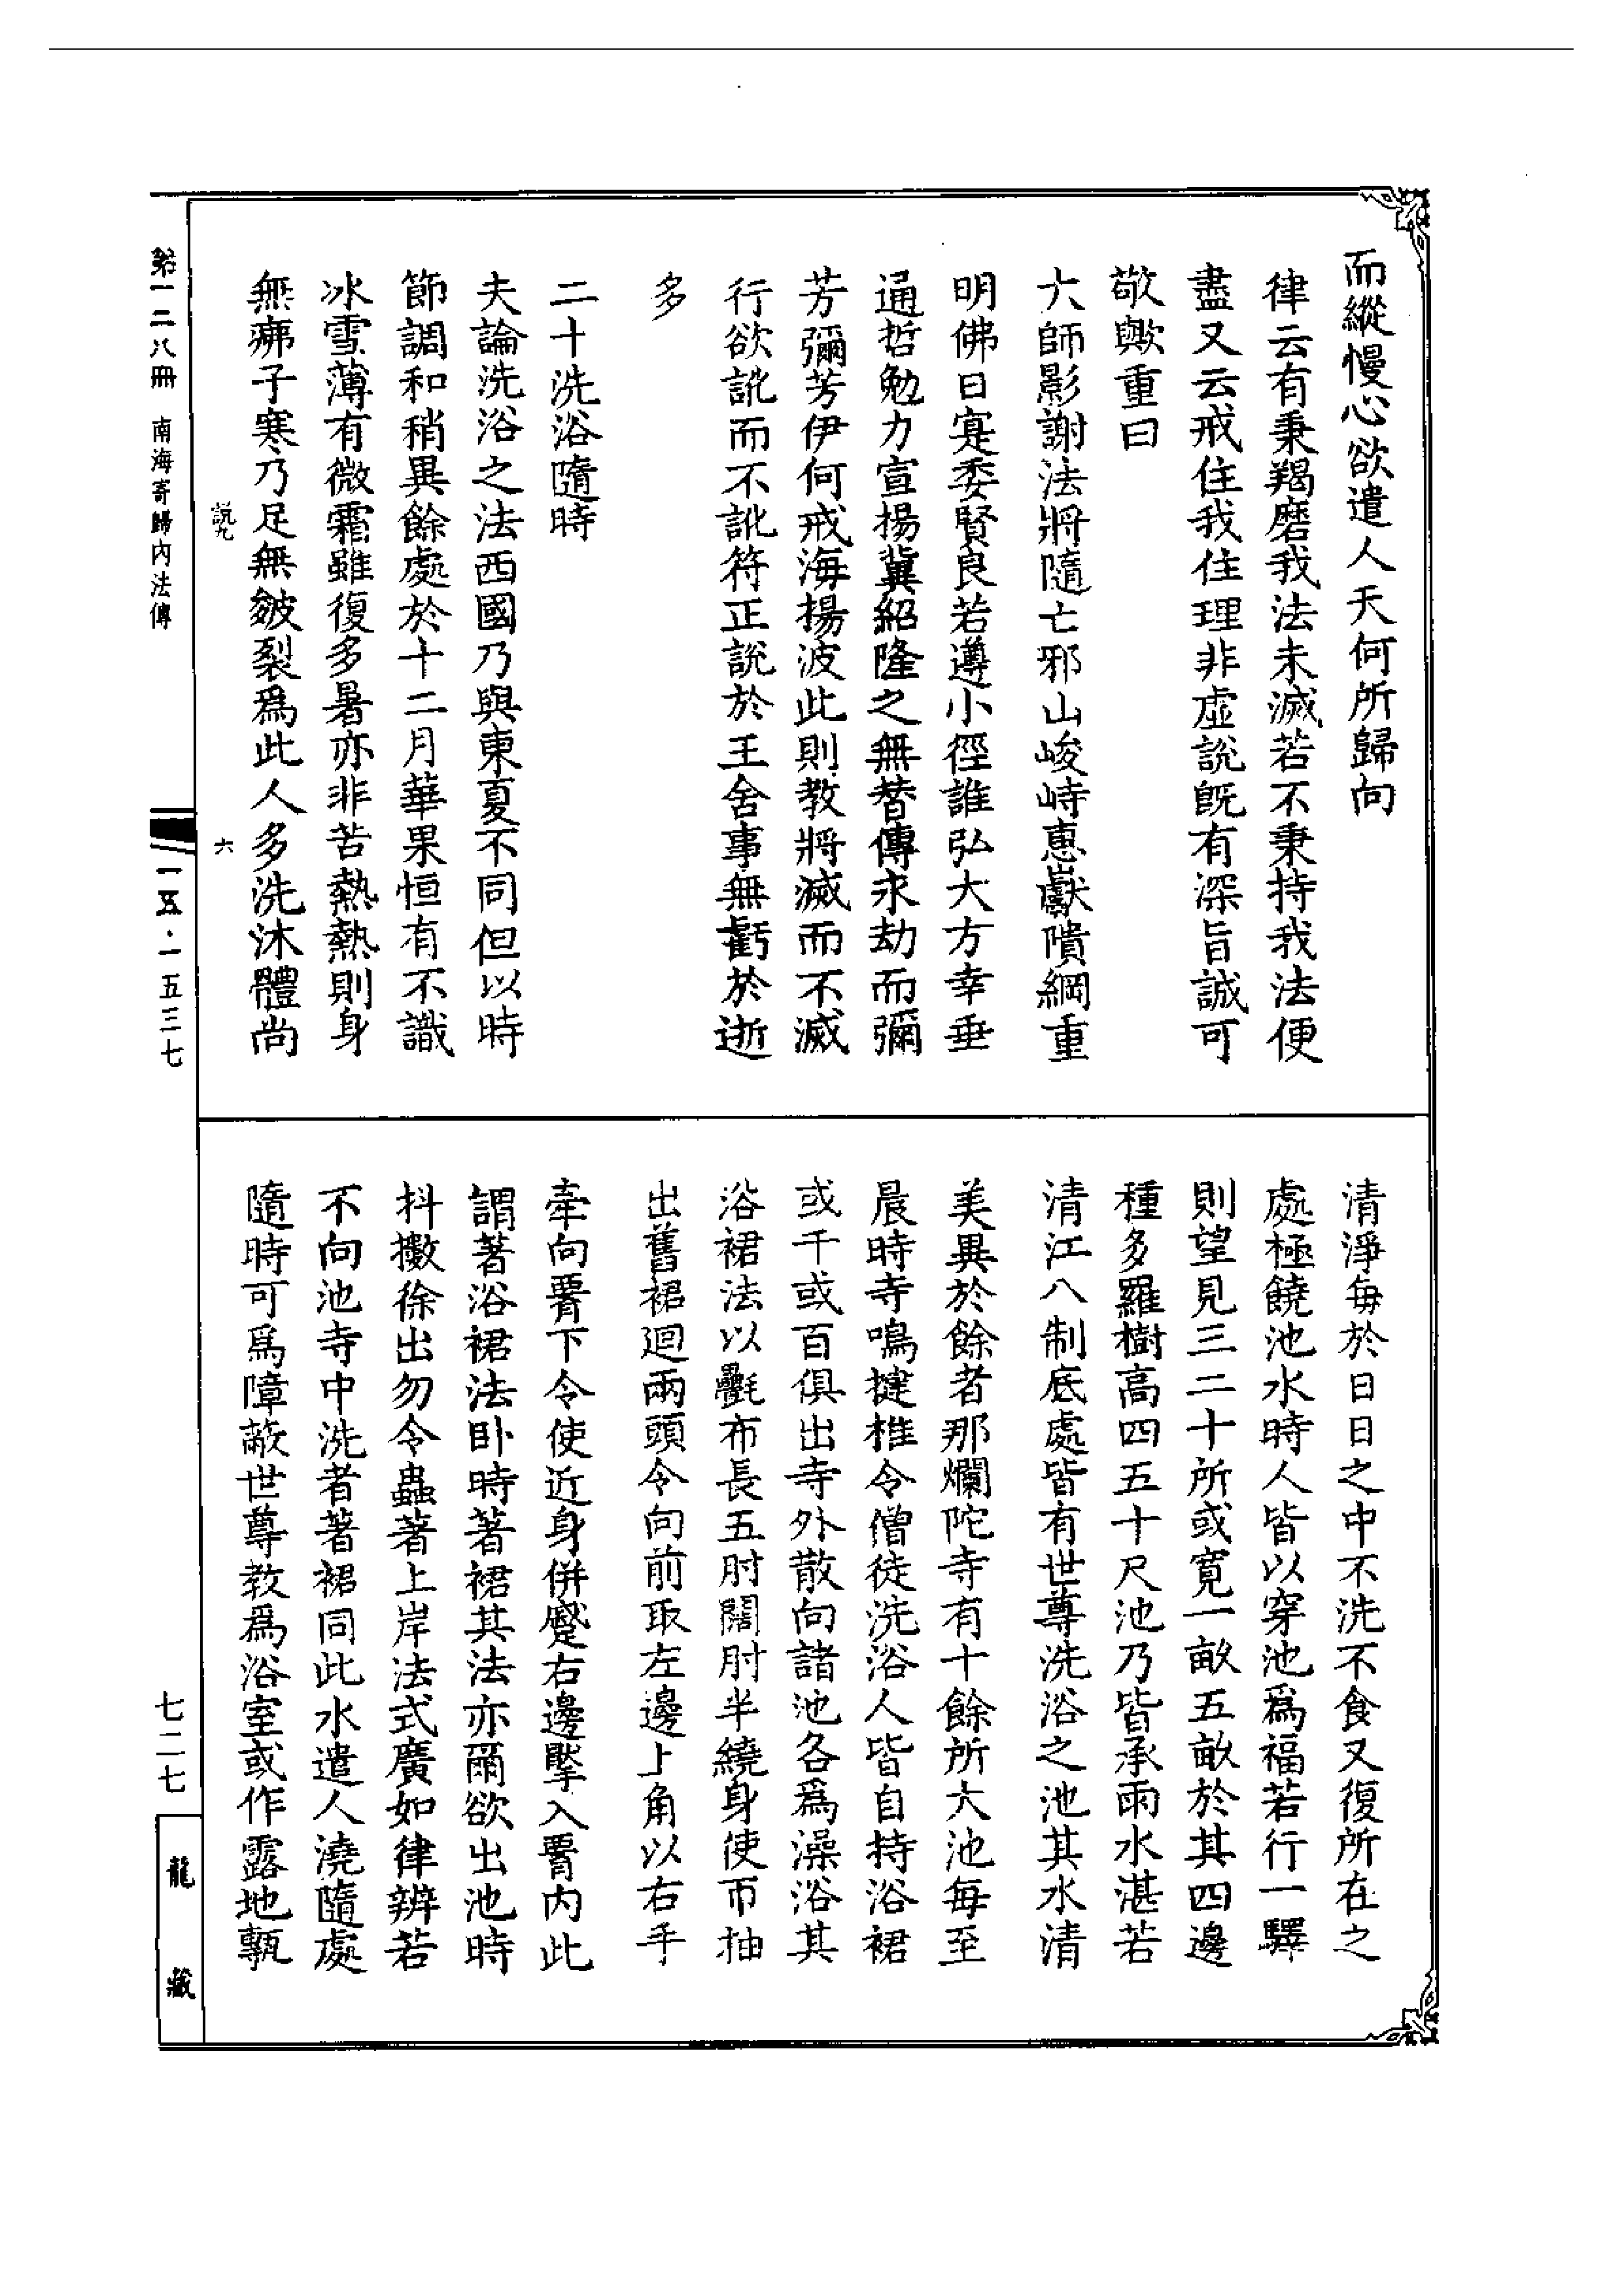 而縱慢心欲遣人天何所歸向
律云有秉羯磨我法未滅若不秉持我法便
盡又云戒住我住理非虛說旣有深旨誠可
敬歟重曰
大師影謝法將隨亡邪山峻峙惠巘隤綱重
明佛日寔委賢良若遵小徑誰弘大方幸垂
通哲勉力宣揚冀紹隆之無替傳永劫而彌
芳彌芳伊何戒海揚波此則教將滅而不滅
行欲訛而不訛符正說於王舍事無虧於逝
多
二十洗浴隨時
夫論洗浴之法西國乃與東夏不同但以時
節調和稍異餘處於十二月華果恒有不識
冰雪薄有微霜雖復多暑亦非苦熱熱則身
無疿子寒乃足無皴裂爲此人多洗沐體尚
清淨每於日日之中不洗不食又復所在之
處極饒池水時人皆以穿池爲福若行一驛
則望見三二十所或寬一畝五畝於其四邊
種多羅樹高四五十尺池乃皆承雨水湛若
清江八制底處皆有世尊洗浴之池其水清
美異於餘者那爛陀寺有十餘所大池每至
晨時寺鳴揵椎令僧徒洗浴人皆自持浴裙
或千或百俱出寺外散向諸池各爲澡浴其
浴裙法以氎布長五肘闊肘半繞身使帀抽
出舊裙迴兩頭令向前取左邊上角以右手
牽向䙅下令使近身併蹙右邊擪入䙅內此
謂著浴裙法卧時著裙其法亦爾欲出池時
抖擻徐出勿令蟲著上岸法式廣如律辨若
不向池寺中洗者著裙同此水遣人澆隨處
隨時可爲障蔽世尊教爲浴室或作露地甎
說九
六
第一二八冊 南海寄歸內法傳
一五·一五三七
七二七
龍藏